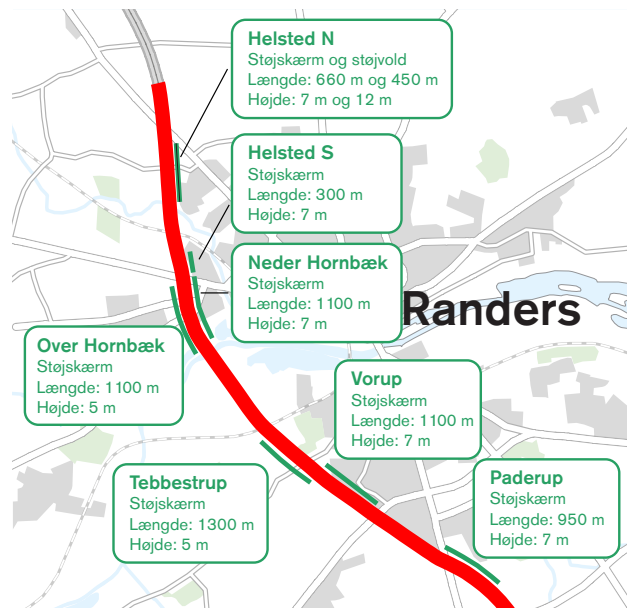 Helsted N
Støjskærm og støjvold
Længde: 660 m og 450 m
Højde: 7 m og 12 m
Helsted S
Støjskærm
Længde: 300 m
Højde: 7 m
Neder Hornbæk
Støjskærm
Længde: 1100 m
Højde: 7 m
Randers
Over Hornbæk
Støjskærm
Længde: 1100 m
Højde: 5 m
Vorup
Støjskærm
Længde: 1100 m
Højde: 7 m
Tebbestrup
Støjskærm
Længde: 1300 m
Højde: 5 m
Paderup
Støjskærm
Længde: 950 m
Højde: 7 m